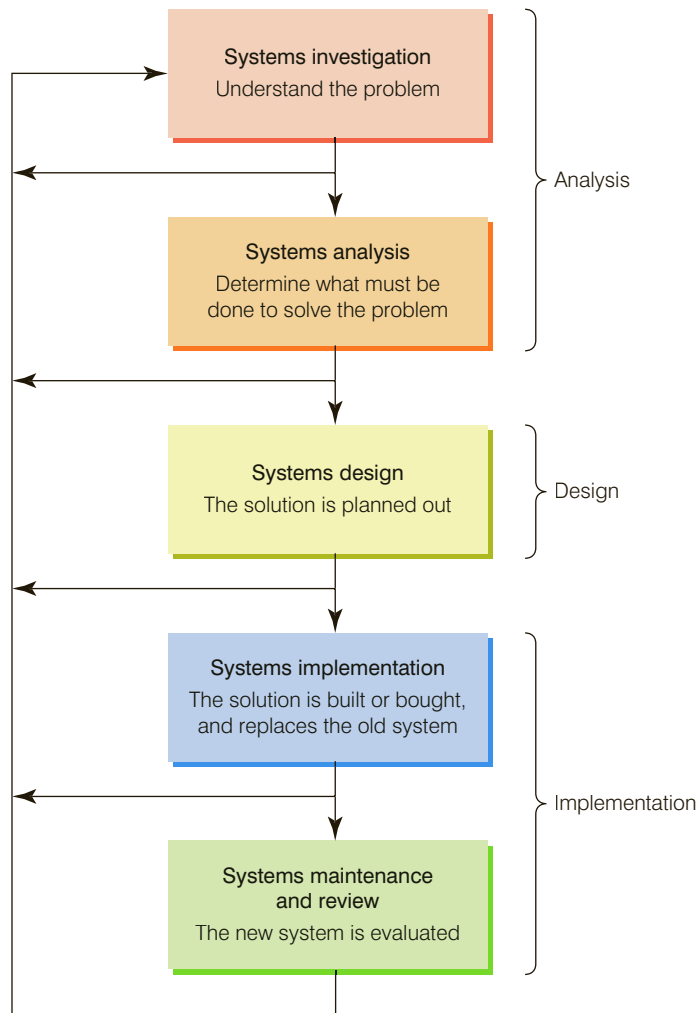 Systems investigation
Understand the problem
Analysis
Systems analysis
Determine what must be
done to solve the problem
Systems design
The solution is planned out
Design
Systems implementation
The solution is built or bought,
and replaces the old system
Implementation
Systems maintenance
and review
The new system is evaluated